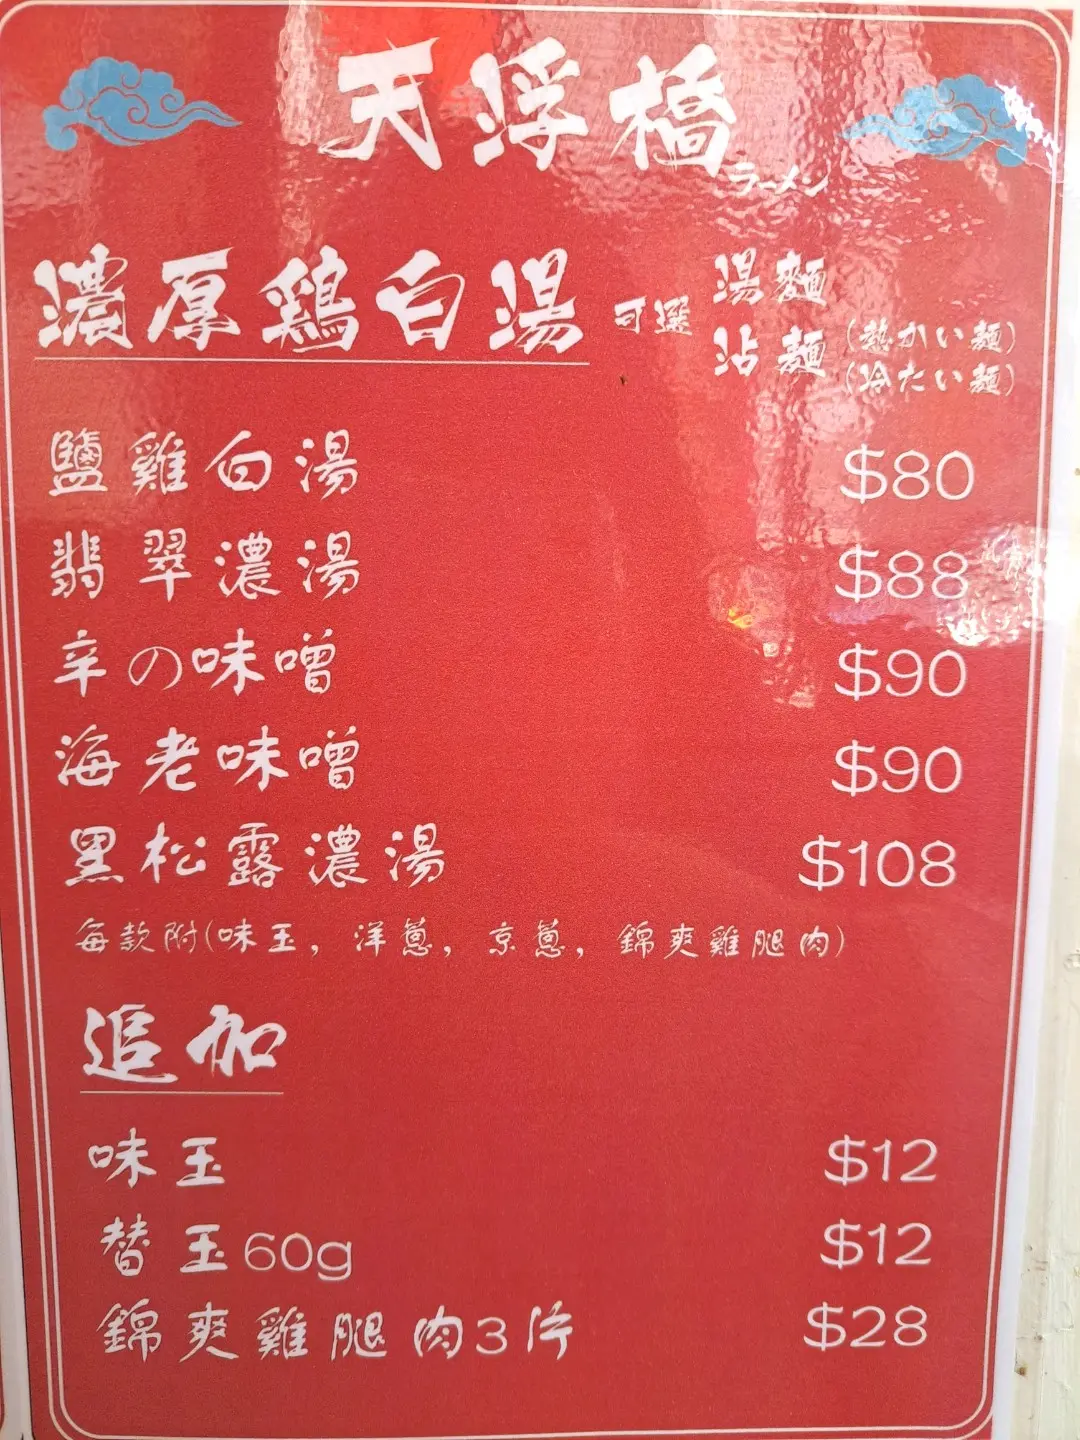 天浮橋
ラーメン
濃厚鶏白湯 可選 湯麵
沾麵 (熱かい麵)
(冷たい麵)
鹽雞白湯 $80
翡翠濃湯 $88
辛の味噌 $90
海老味噌 $90
黑松露濃湯 $108
每款附(味玉, 洋蔥, 京蔥, 錦爽雞腿肉)
追加
味玉 $12
替玉60g $12
錦爽雞腿肉3片 $28